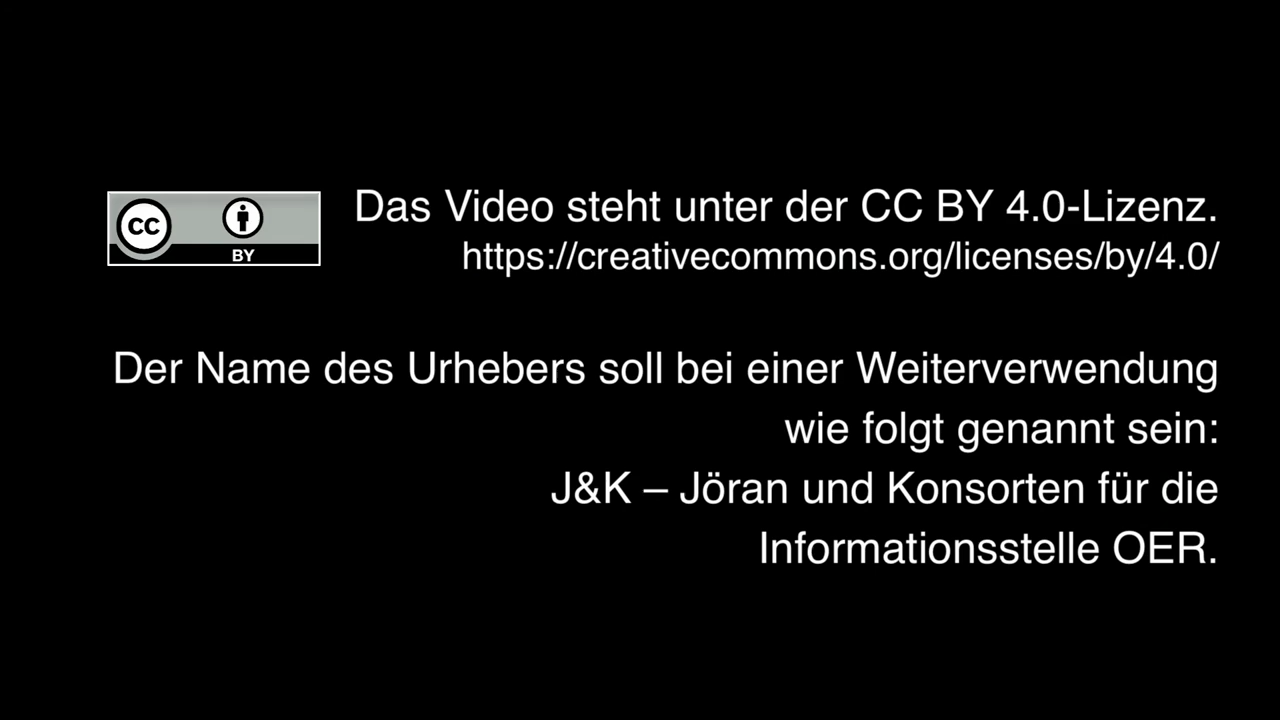 CC
BY
Das Video steht unter der CC BY 4.0-Lizenz.
https://creativecommons.org/licenses/by/4.0/
Der Name des Urhebers soll bei einer Weiterverwendung
wie folgt genannt sein:
J&K – Jöran und Konsorten für die
Informationsstelle OER.